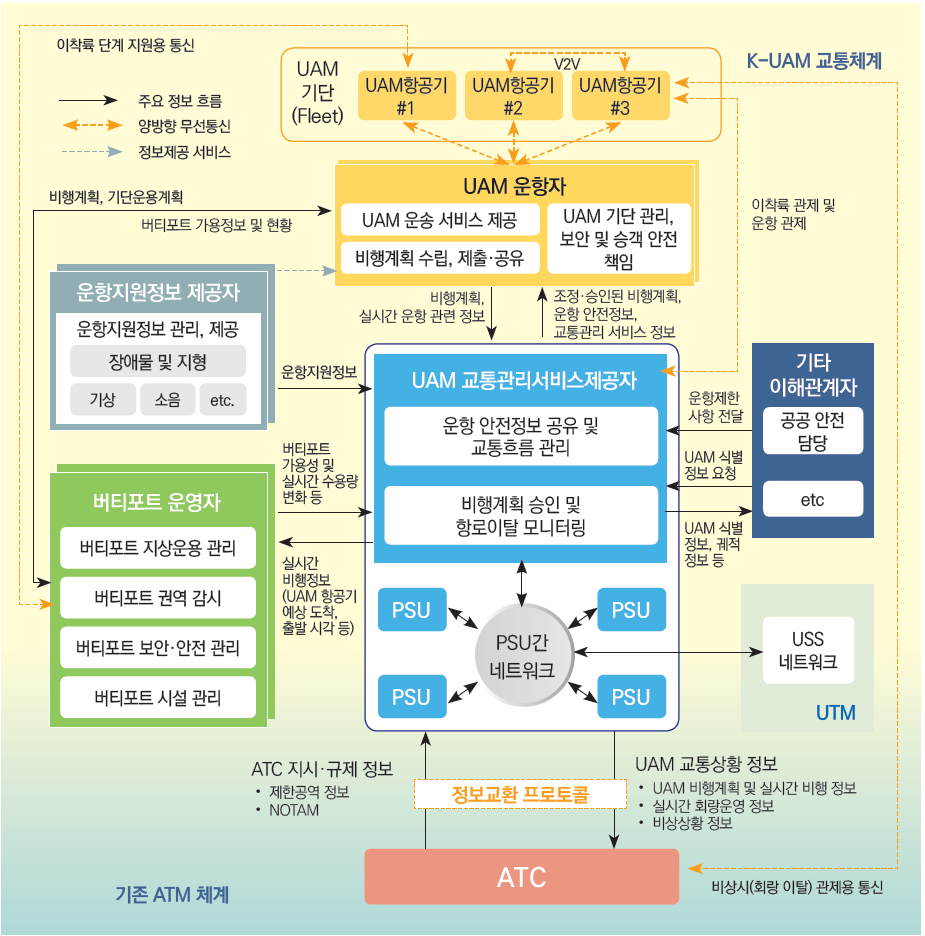 이착륙 단계 지원용 통신
K-UAM 교통체계
UAM
기단
(Fleet)
V2V
UAM항공기
#1
UAM항공기
#2
UAM항공기
#3
주요 정보 흐름
양방향 무선통신
정보제공 서비스
비행계획, 기단운용계획
버티포트 가용정보 및 현황
UAM 운항자
UAM 운송 서비스 제공
비행계획 수립, 제출·공유
UAM 기단 관리,
보안 및 승객 안전
책임
이착륙 관제 및
운항 관제
비행계획,
실시간 운항 관련 정보
조정·승인된 비행계획,
운항 안전정보,
교통관리 서비스 정보
운항지원정보 제공자
운항지원정보 관리, 제공
장애물 및 지형
기상
소음
etc.
운항지원정보
UAM 교통관리서비스제공자
운항 안전정보 공유 및
교통흐름 관리
비행계획 승인 및
항로이탈 모니터링
기타
이해관계자
공공 안전
담당
etc
운항제한
사항 전달
UAM 식별
정보 요청
UAM 식별
정보, 궤적
정보 등
버티포트 운영자
버티포트 지상운용 관리
버티포트 권역 감시
버티포트 보안·안전 관리
버티포트 시설 관리
버티포트
가용성 및
실시간 수용량
변화 등
실시간
비행정보
(UAM 항공기
예상 도착,
출발 시각 등)
PSU
PSU
PSU간
네트워크
PSU
PSU
USS
네트워크
UTM
ATC 지시·규제 정보
• 제한공역 정보
• NOTAM
정보교환 프로토콜
UAM 교통상황 정보
• UAM 비행계획 및 실시간 비행 정보
• 실시간 회랑운영 정보
• 비상상황 정보
ATC
기존 ATM 체계
비상시(회랑 이탈) 관제용 통신